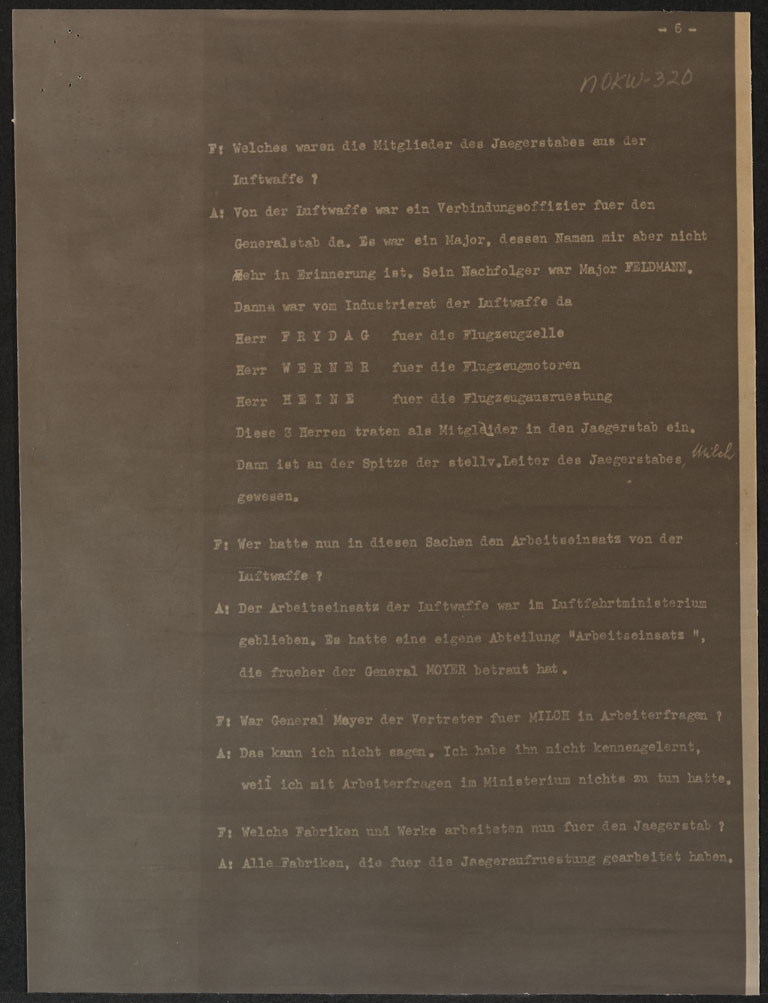 - 6 -
NOKW-320
F: Welches waren die Mitglieder des Jaegerstabes aus der
Luftwaffe ?
A: Von der Luftwaffe war ein Verbindungsoffizier fuer den
Generalstab da. Es war ein Major, dessen Namen mir aber nicht
Mehr in Erinnerung ist. Sein Nachfolger war Major FELDMANN.
Danna war vom Industrierat der Luftwaffe da
Herr F R Y D A G fuer die Flugzeugzelle
Herr W E R N E R fuer die Flugzeugmotoren
Herr H E I N E fuer die Flugzeugausruestung
Diese 3 Herren traten als Mitglieder in den Jaegerstab ein.
Dann ist an der Spitze der stellv.Leiter des Jaegerstabes, Milch
gewesen.
F: Wer hatte nun in diesen Sachen den Arbeitseinsatz von der
Luftwaffe ?
A: Der Arbeitseinsatz der Luftwaffe war im Luftfahrtministerium
geblieben. Es hatte eine eigene Abteilung "Arbeitseinsatz ",
die frueher der General MOYER betraut hat.
F: War General Meyer der Vertreter fuer MILCH in Arbeiterfragen ?
A: Das kann ich nicht sagen. Ich habe ihn nicht kennengelernt,
weil ich mit Arbeiterfragen im Ministerium nichts zu tun hatte.
F: Welche Fabriken und Werke arbeiteten nun fuer den Jaegerstab ?
A: Alle Fabriken, die fuer die Jaegeraufruestung gearbeitet haben.